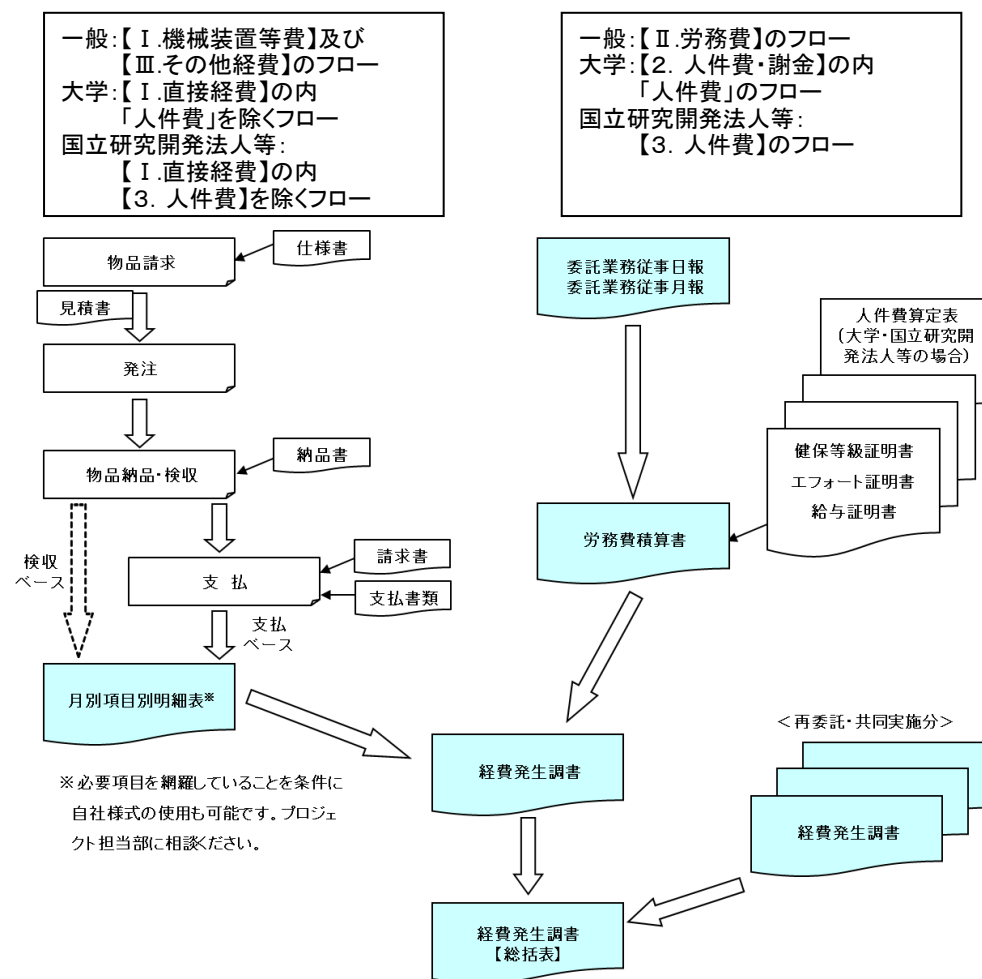 一般:【Ⅰ.機械装置等費】及び
【Ⅲ.その他経費】のフロー
大学:【Ⅰ.直接経費】の内
「人件費」を除くフロー
国立研究開発法人等:
【Ⅰ.直接経費】の内
【3. 人件費】を除くフロー
一般:【Ⅱ.労務費】のフロー
大学:【2. 人件費・謝金】の内
「人件費」のフロー
国立研究開発法人等:
【3. 人件費】のフロー
物品請求
仕様書
見積書
発注
物品納品・検収
納品書
検収
ベース
支 払
請求書
支払書類
支払
ベース
月別項目別明細表※
※必要項目を網羅していることを条件に
自社様式の使用も可能です。プロジェ
クト担当部に相談ください。
委託業務従事日報
委託業務従事月報
人件費算定表
(大学・国立研究開
発法人等の場合)
健保等級証明書
エフォート証明書
給与証明書
労務費積算書
経費発生調書
<再委託・共同実施分>
経費発生調書
経費発生調書
【総括表】